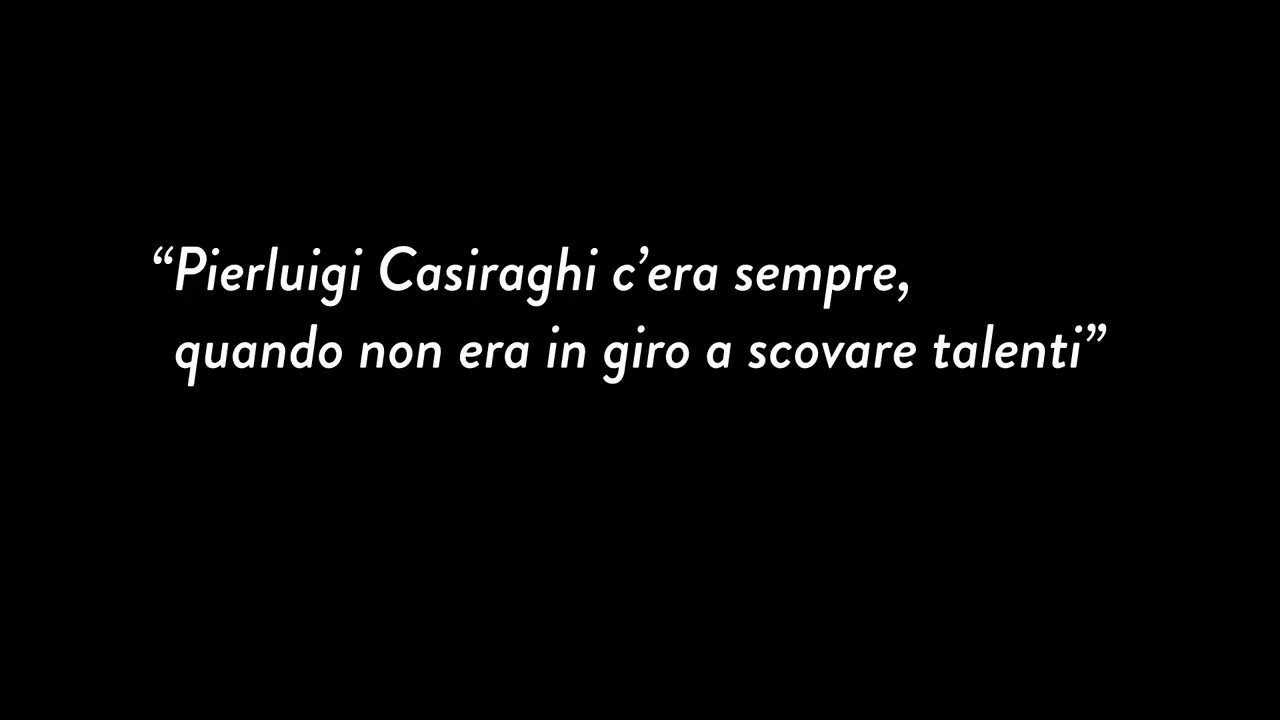 “Pierluigi Casiraghi c’era sempre,
quando non era in giro a scovare talenti”